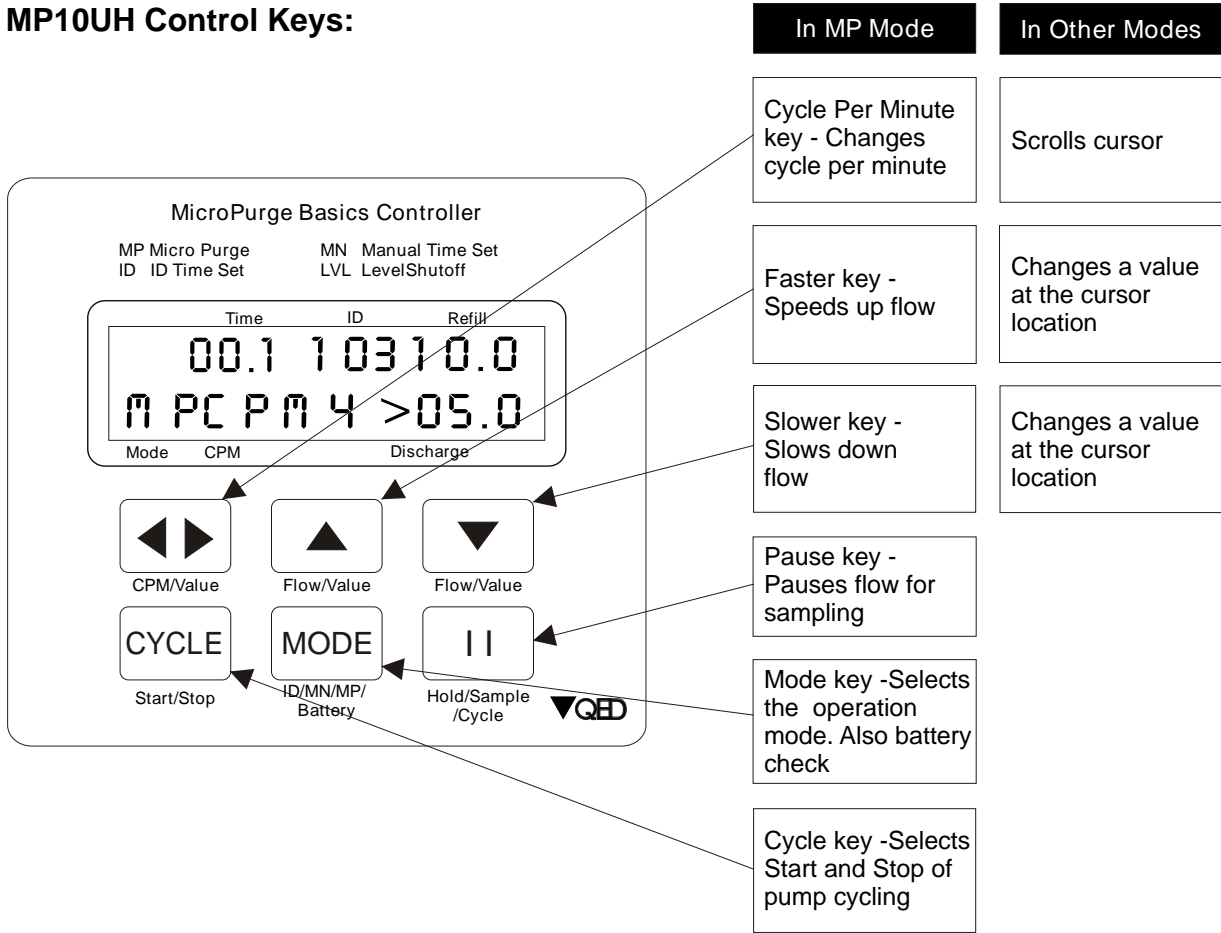 MP10UH Control Keys:
In MP Mode
In Other Modes
Cycle Per Minute
key - Changes
cycle per minute
Scrolls cursor
Faster key -
Speeds up flow
Changes a value
at the cursor
location
Slower key -
Slows down
flow
Changes a value
at the cursor
location
Pause key -
Pauses flow for
sampling
Mode key -Selects
the operation
mode. Also battery
check
Cycle key -Selects
Start and Stop of
pump cycling
MicroPurge Basics Controller
MP Micro Purge MN Manual Time Set
ID ID Time Set LVL LevelShutoff
Time ID Refill
00.1 1 0310.0
M PC PM 4 >05.0
Mode CPM Discharge
CPM/Value Flow/Value Flow/Value
CYCLE MODE II
Start/Stop ID/MN/MP/ Hold/Sample
Battery /Cycle
QED